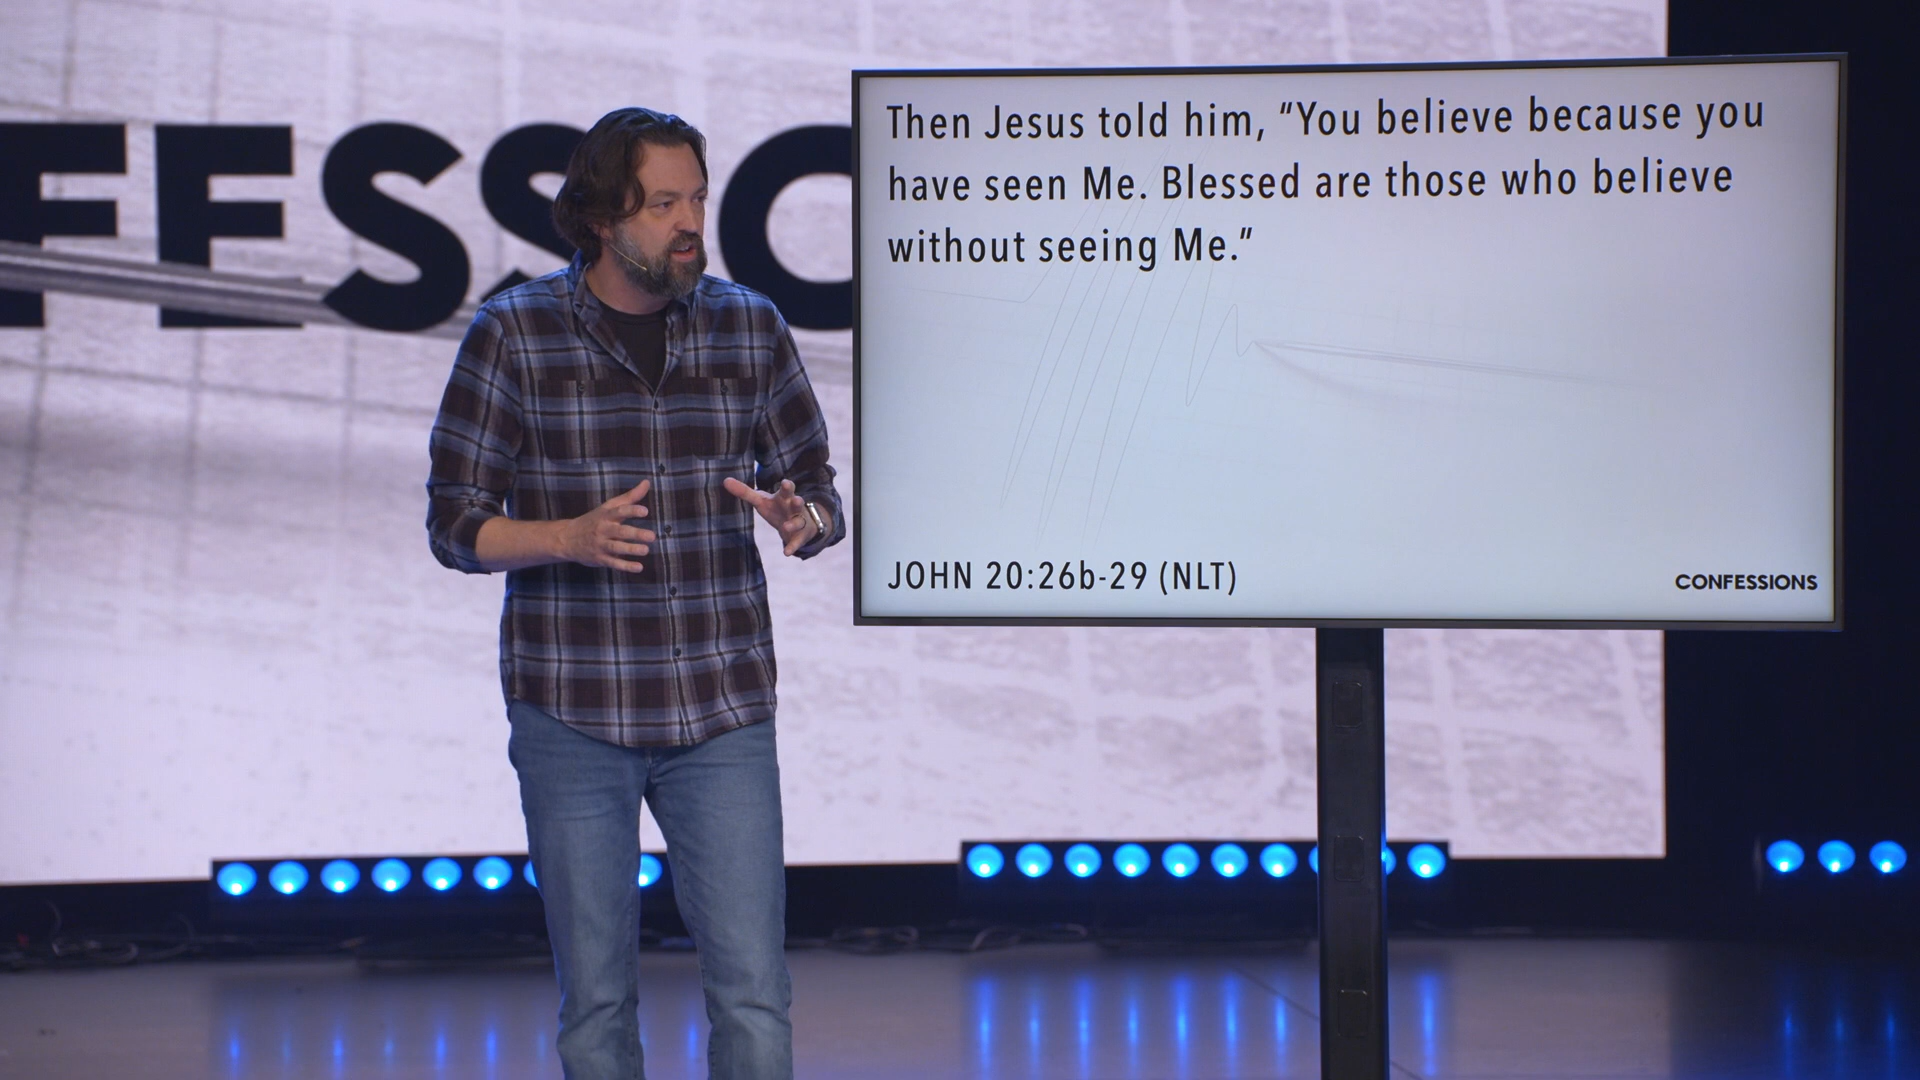 FESSIO
Then Jesus told him, “You believe because you
have seen Me. Blessed are those who believe
without seeing Me.”
JOHN 20:26b-29 (NLT)
CONFESSIONS